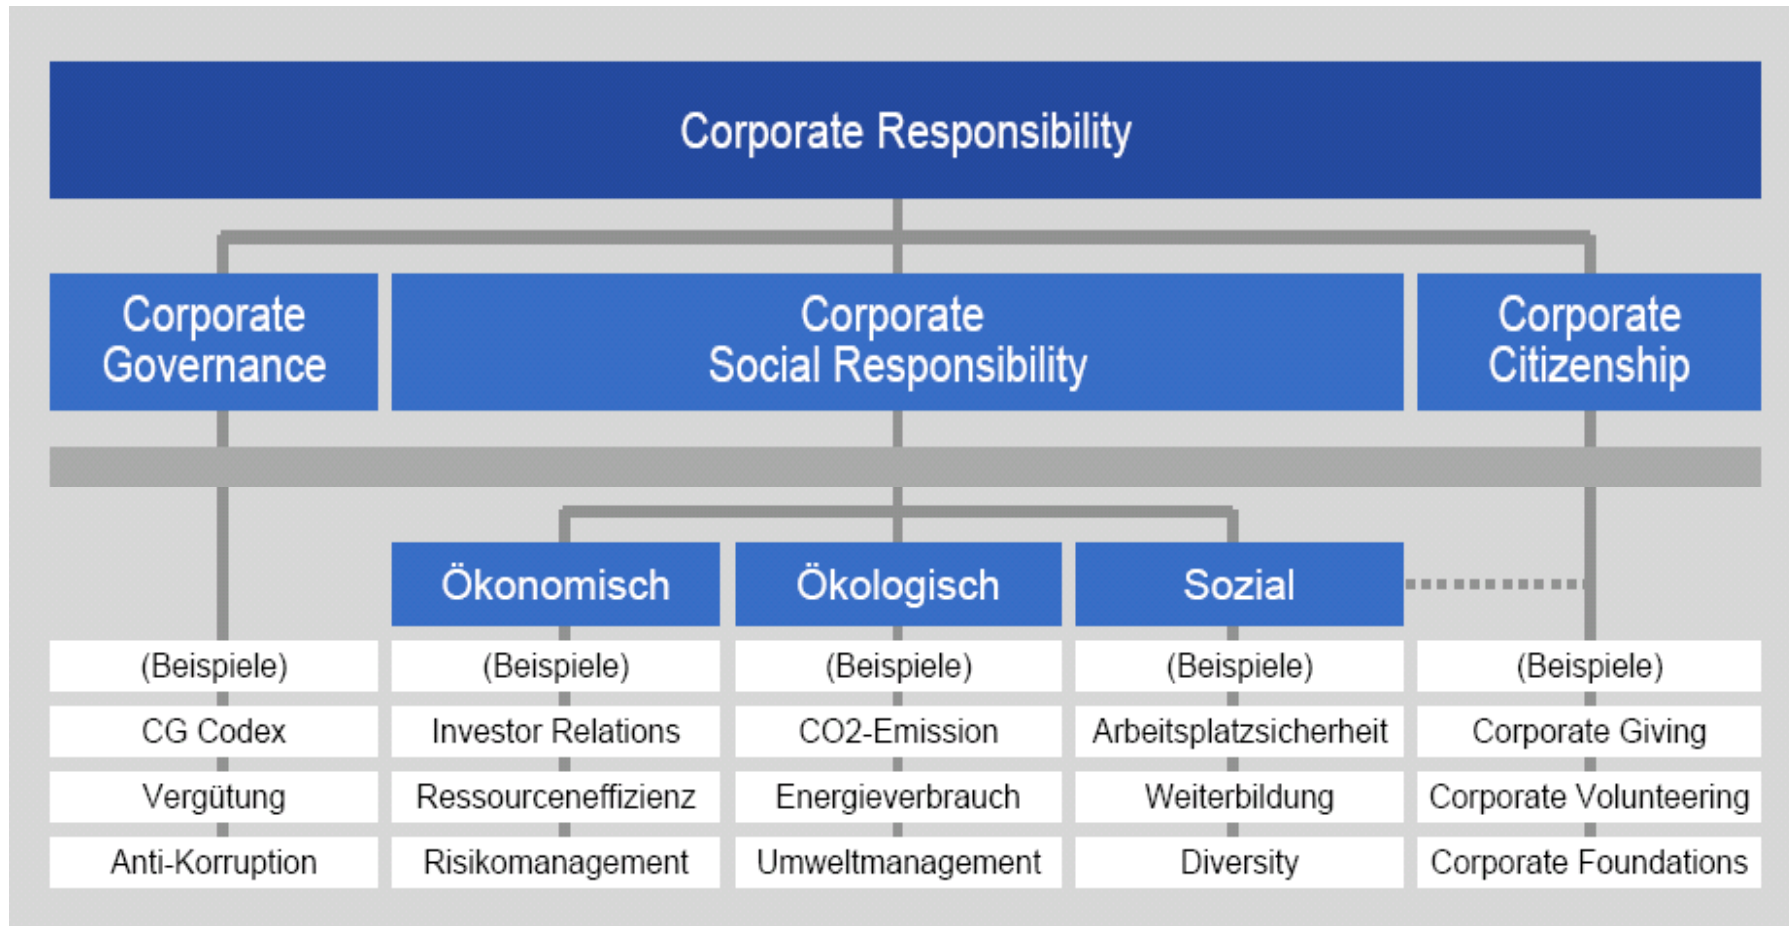 Corporate Responsibility
Corporate
Governance
Corporate
Social Responsibility
Corporate
Citizenship
Ökonomisch
Ökologisch
Sozial
(Beispiele)
CG Codex
Vergütung
Anti-Korruption
(Beispiele)
Investor Relations
Ressourceneffizienz
Risikomanagement
(Beispiele)
CO2-Emission
Energieverbrauch
Umweltmanagement
(Beispiele)
Arbeitsplatzsicherheit
Weiterbildung
Diversity
(Beispiele)
Corporate Giving
Corporate Volunteering
Corporate Foundations